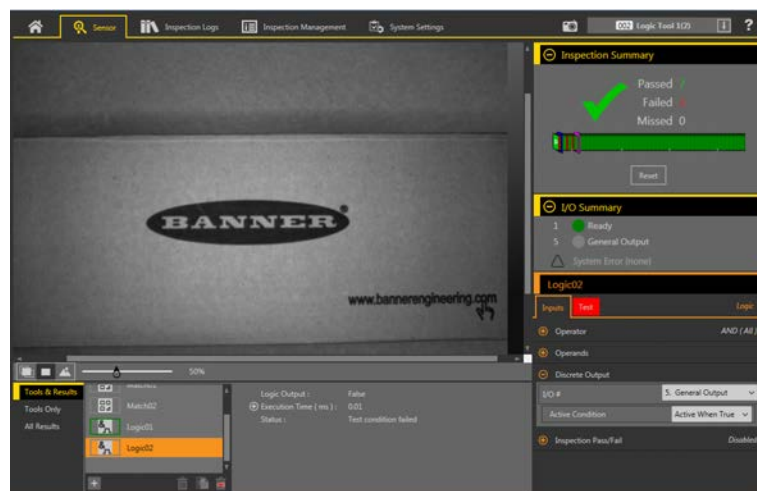 Sensor
Inspection Logs
Inspection Management
System Settings
002 Logic Tool 1(2)
?
Inspection Summary
Passed 7
Failed
Missed 0
Reset
I/O Summary
1 Ready
5 General Output
System Error (none)
BANNER®
www.bannerengineering.com
Logic02
Inputs Test Logic
Operator AND ( All )
Operands
Discrete Output
I/O # 5. General Output
Active Condition Active When True
Inspection Pass/Fail Disabled
50%
Tools & Results
Tools Only
All Results
Match01
Match02
Logic01
Logic02
Logic Output : False
Execution Time ( ms ) : 0.01
Status : Test condition failed